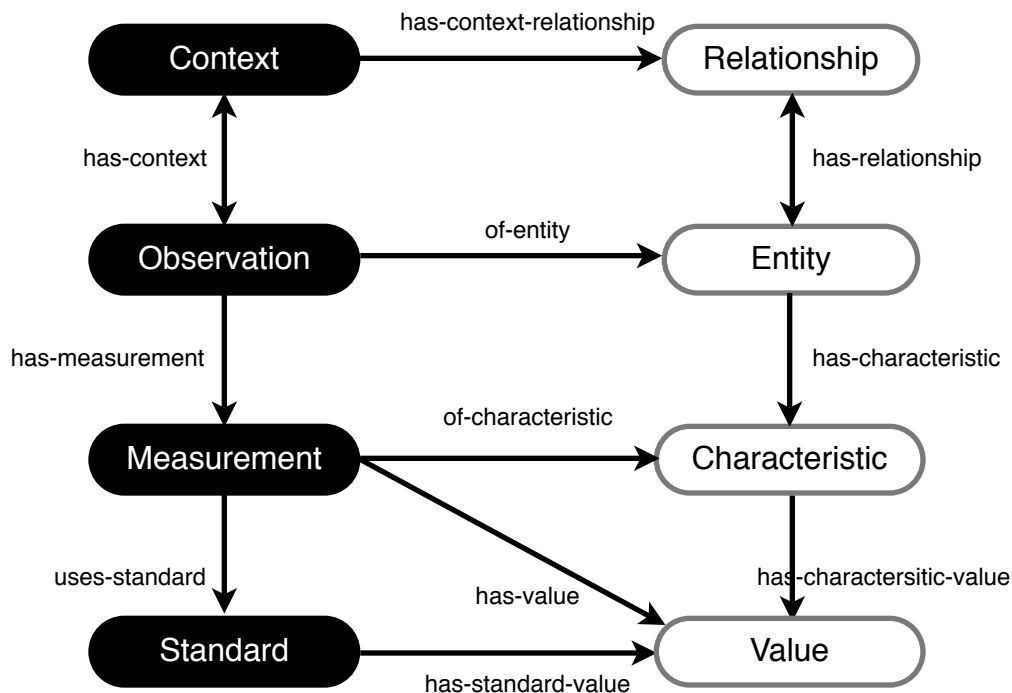 has-context-relationship
Context
Relationship
has-context
has-relationship
of-entity
Observation
Entity
has-measurement
has-characteristic
of-characteristic
Measurement
Characteristic
uses-standard
has-value
has-charactersitic-value
Standard
Value
has-standard-value